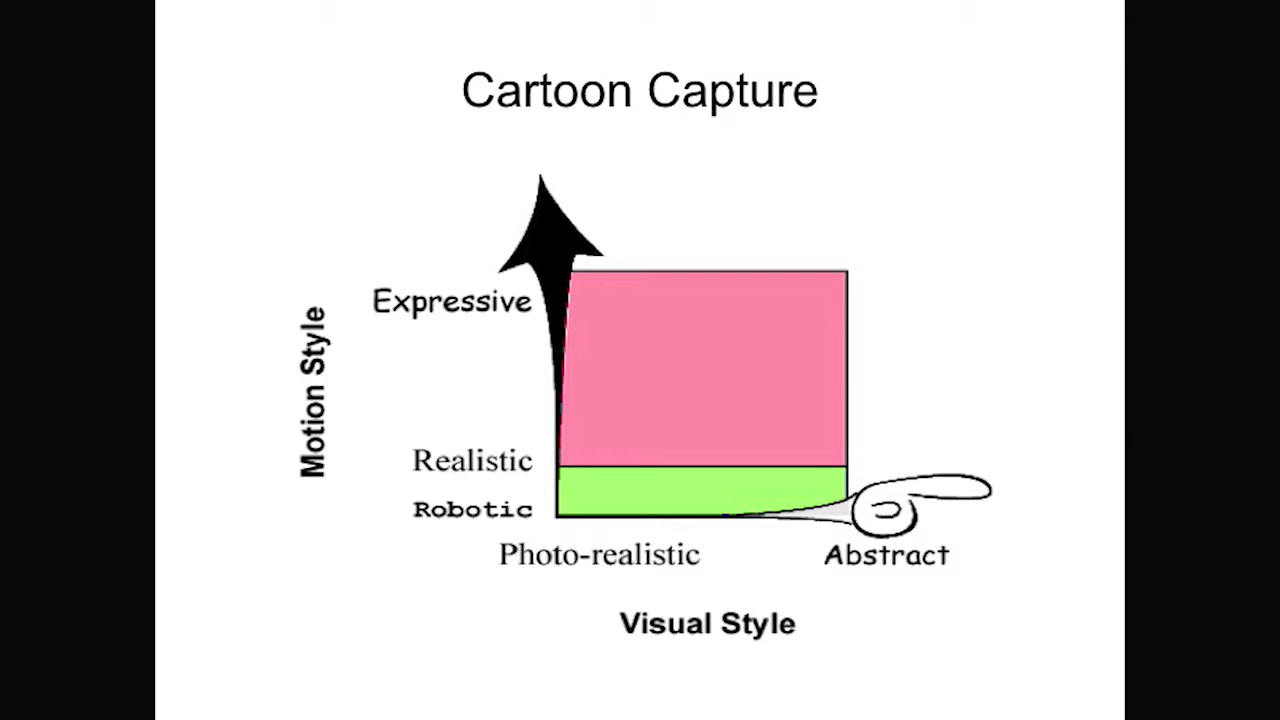 Cartoon Capture
Expressive
Motion Style
Realistic
Robotic
Photo-realistic
Abstract
Visual Style